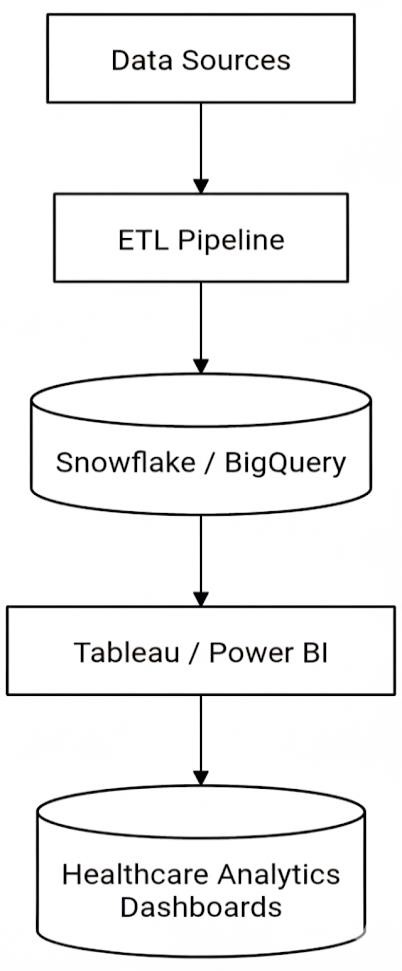 Data Sources
ETL Pipeline
Snowflake / BigQuery
Tableau / Power BI
Healthcare Analytics
Dashboards